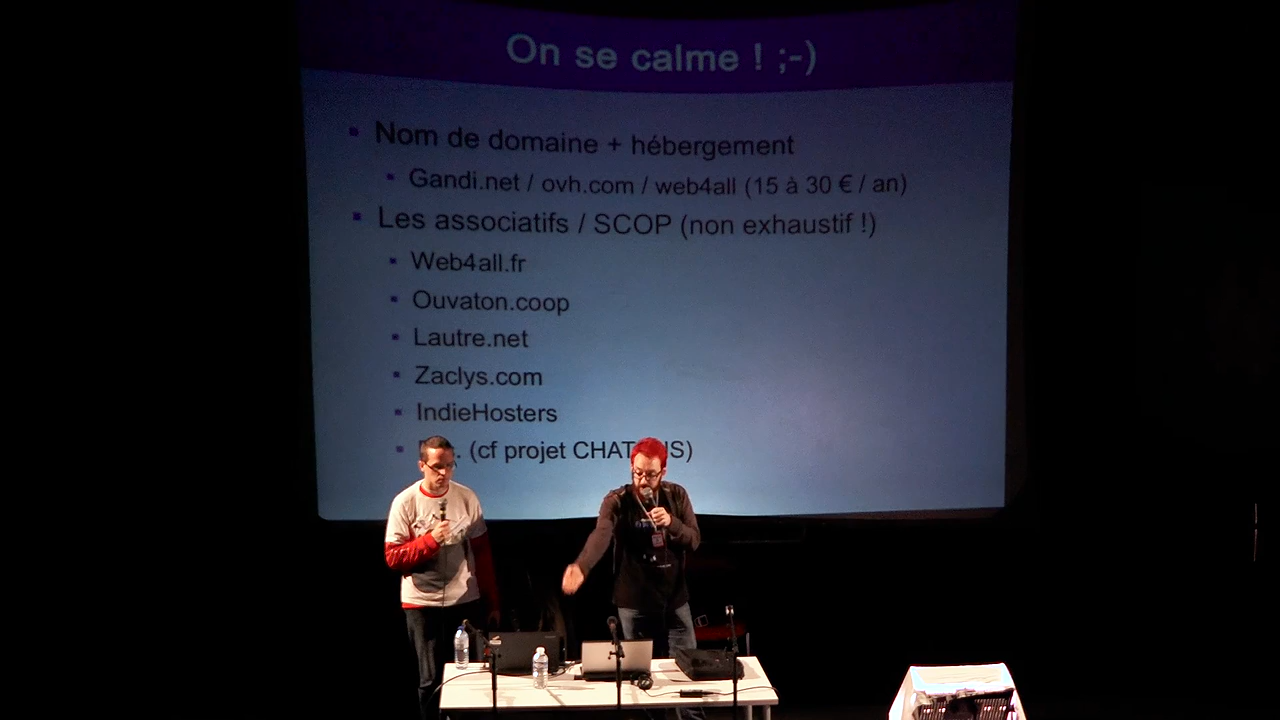 On se calme ! ;-)
Nom de domaine + hébergement
Gandi.net / ovh.com / web4all (15 à 30 € / an)
Les associatifs / SCOP (non exhaustif !)
Web4all.fr
Ouvaton.coop
Lautre.net
Zaclys.com
IndieHosters
(cf projet